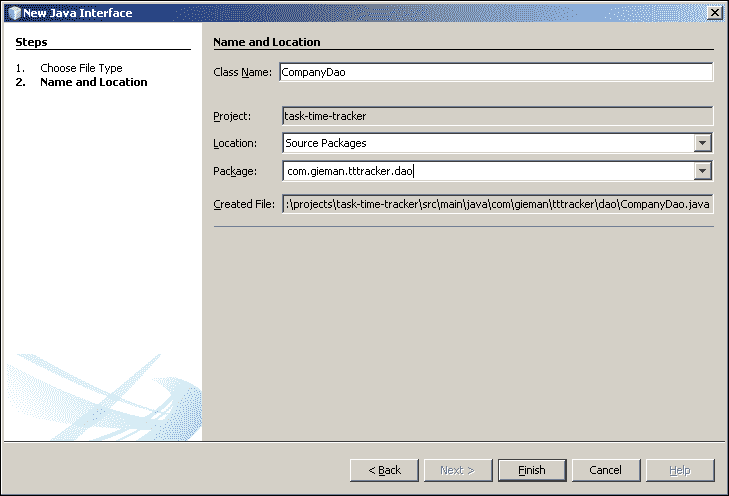 New Java Interface
Steps
1. Choose File Type
2. Name and Location
Name and Location
Class Name: CompanyDao
Project: task-time-tracker
Location: Source Packages
Package: com.gieman.tttracker.dao
Created File: :\projects\task-time-tracker\src\main\java\com\gieman\tttracker\dao\CompanyDao.java
< Back Next > Finish Cancel Help